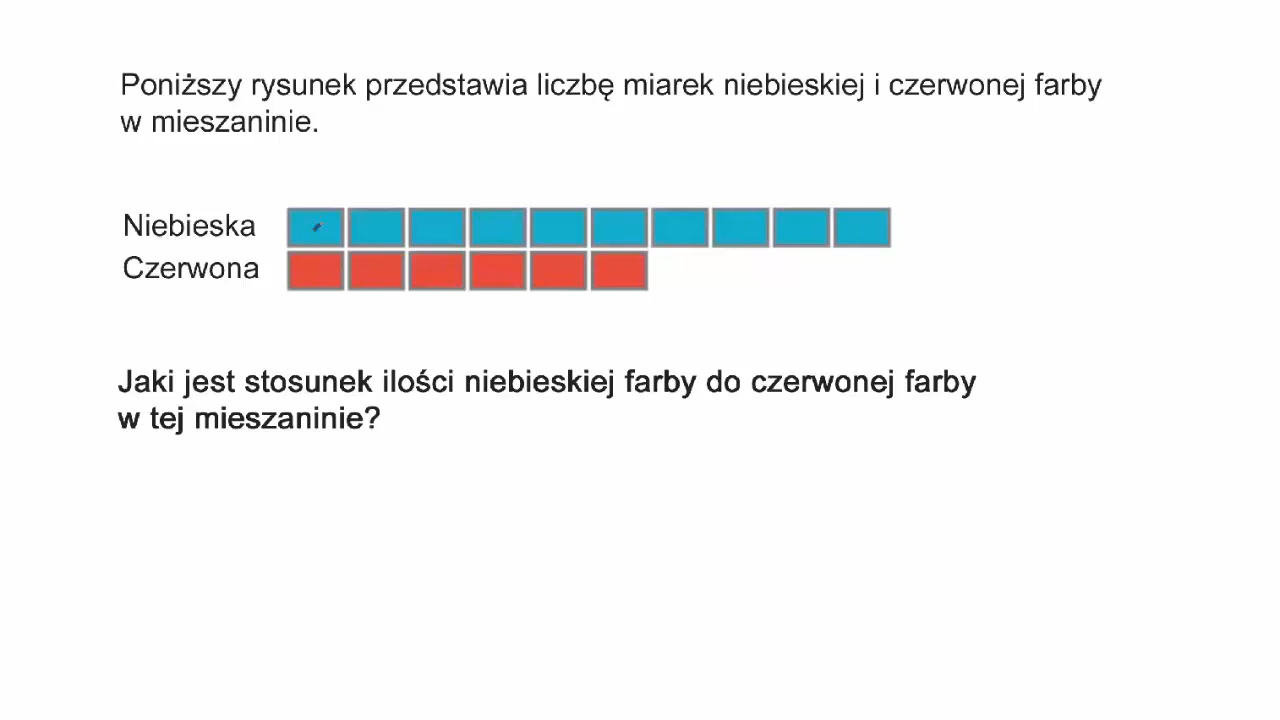 Poniższy rysunek przedstawia liczbę miarek niebieskiej i czerwonej farby
w mieszaninie.
Niebieska
Czerwona
Jaki jest stosunek ilości niebieskiej farby do czerwonej farby
w tej mieszaninie?